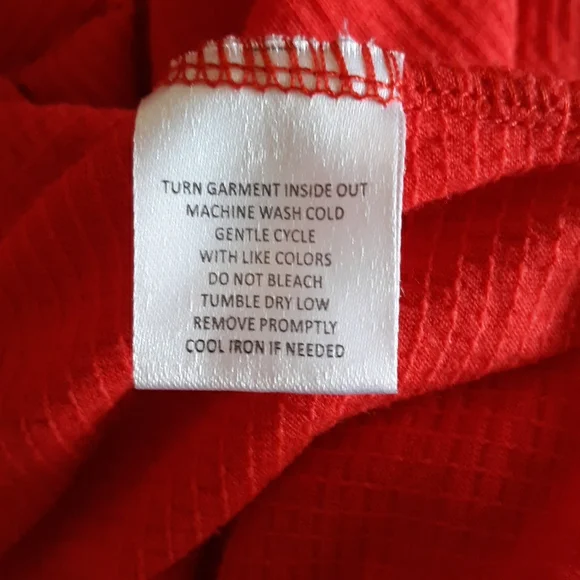 TURN GARMENT INSIDE OUT
MACHINE WASH COLD
GENTLE CYCLE
WITH LIKE COLORS
DO NOT BLEACH
TUMBLE DRY LOW
REMOVE PROMPTLY
COOL IRON IF NEEDED